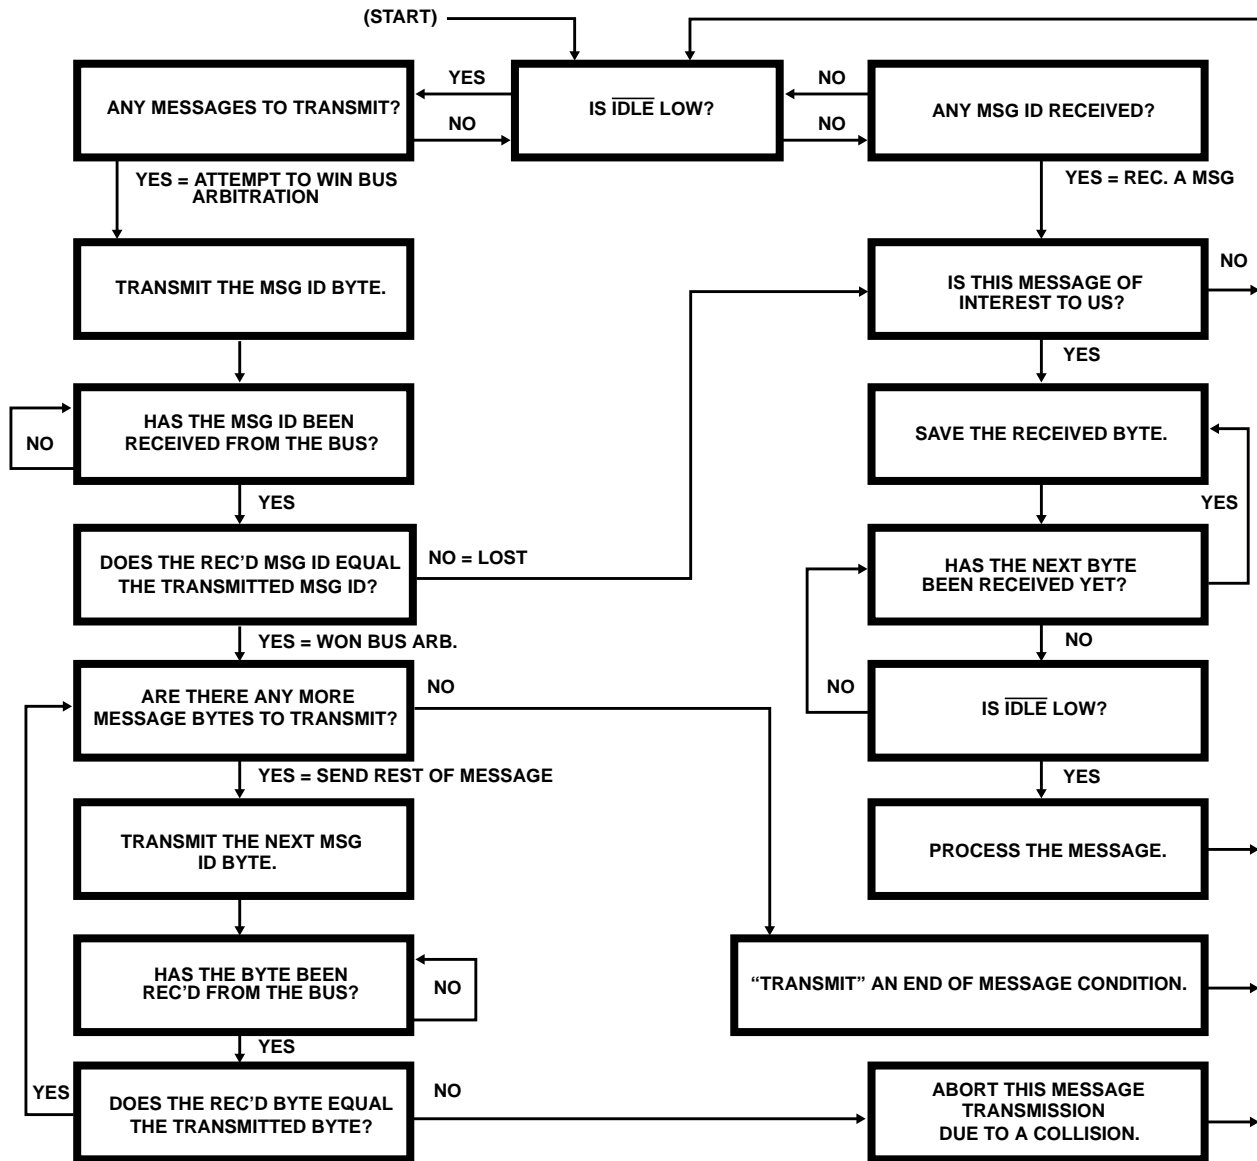 (START)
ANY MESSAGES TO TRANSMIT?
YES
NO
IS IDLE LOW?
NO
NO
ANY MSG ID RECEIVED?
YES = ATTEMPT TO WIN BUS
ARBITRATION
YES = REC. A MSG
TRANSMIT THE MSG ID BYTE.
IS THIS MESSAGE OF
INTEREST TO US?
NO
YES
HAS THE MSG ID BEEN
RECEIVED FROM THE BUS?
NO
YES
SAVE THE RECEIVED BYTE.
YES
DOES THE REC’D MSG ID EQUAL
THE TRANSMITTED MSG ID?
NO = LOST
HAS THE NEXT BYTE
BEEN RECEIVED YET?
YES = WON BUS ARB.
NO
ARE THERE ANY MORE
MESSAGE BYTES TO TRANSMIT?
NO
NO
IS IDLE LOW?
YES = SEND REST OF MESSAGE
YES
TRANSMIT THE NEXT MSG
ID BYTE.
PROCESS THE MESSAGE.
HAS THE BYTE BEEN
REC’D FROM THE BUS?
NO
“TRANSMIT” AN END OF MESSAGE CONDITION.
YES
YES
DOES THE REC’D BYTE EQUAL
THE TRANSMITTED BYTE?
NO
ABORT THIS MESSAGE
TRANSMISSION
DUE TO A COLLISION.